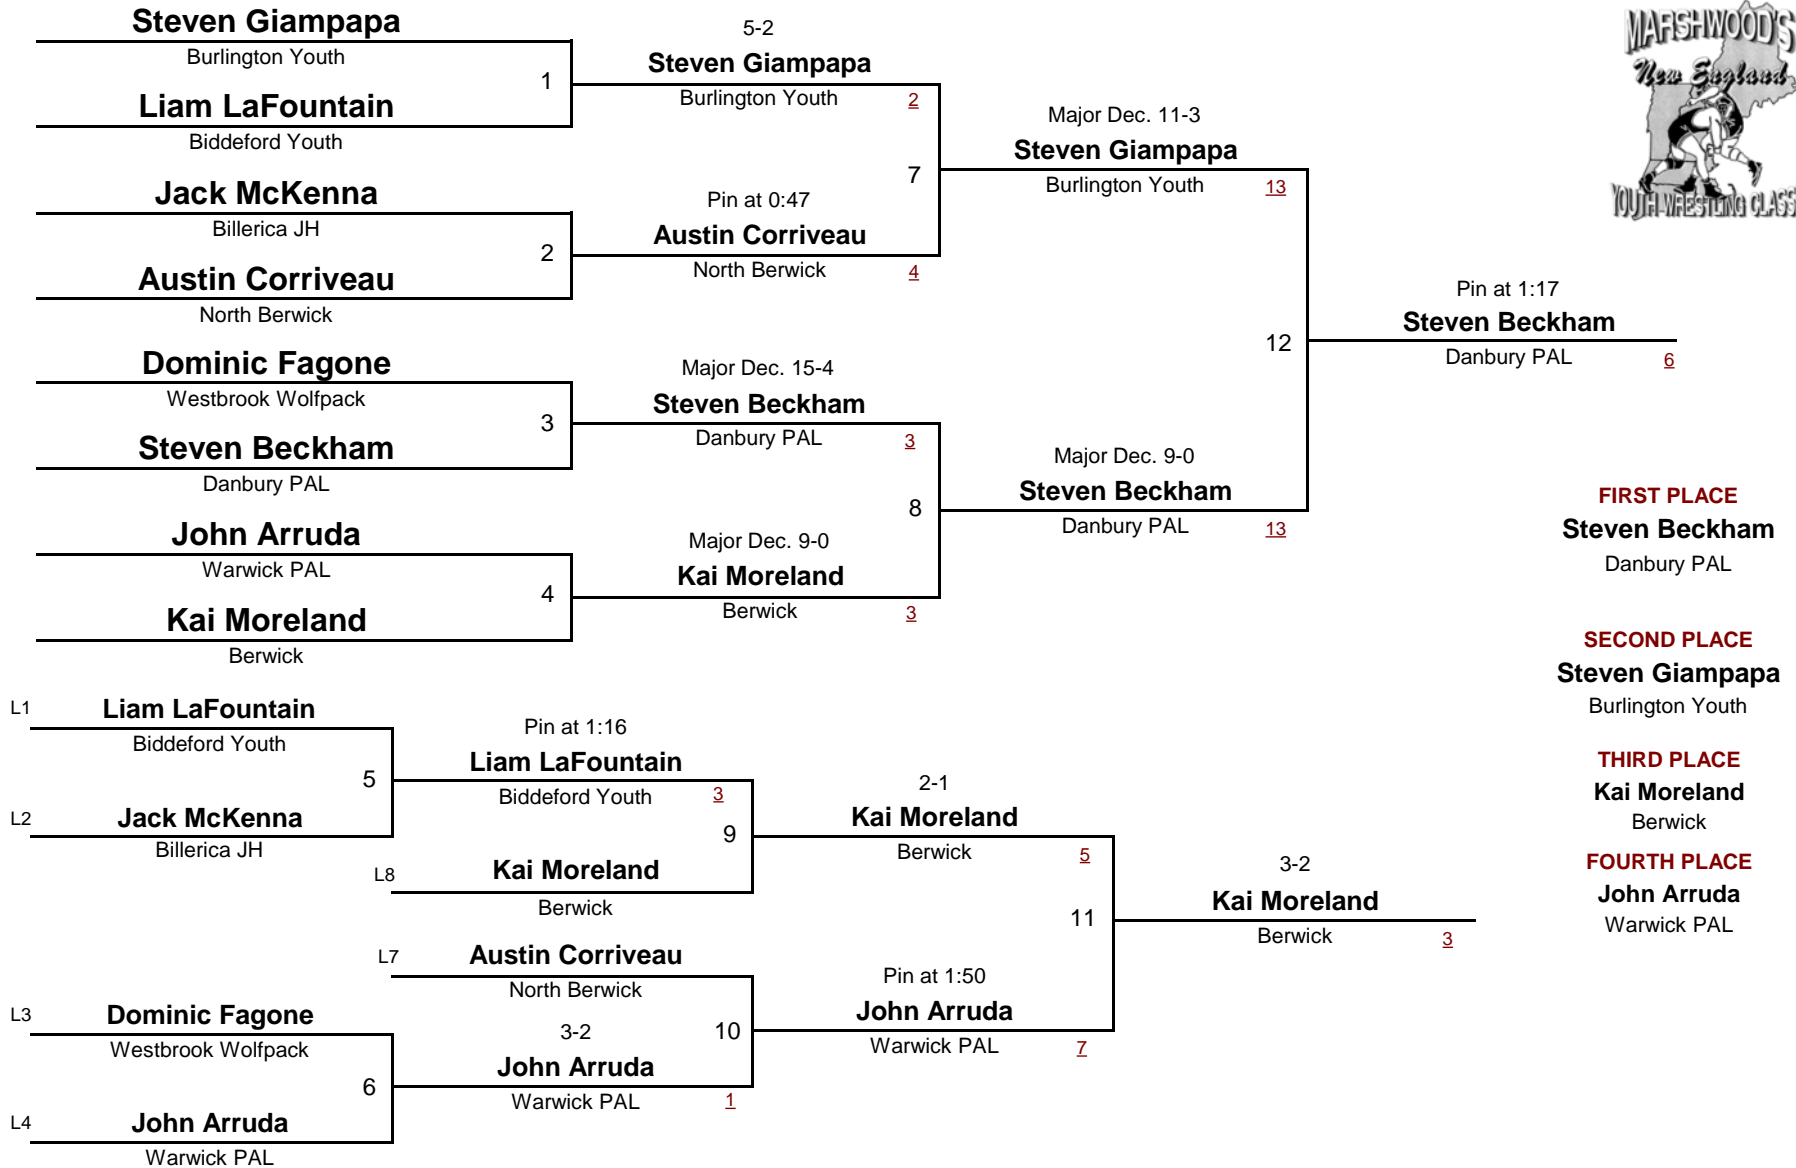 Steven Giampapa
Burlington Youth
1
Liam LaFountain
Biddeford Youth
Jack McKenna
Billerica JH
2
Austin Corriveau
North Berwick
Dominic Fagone
Westbrook Wolfpack
3
Steven Beckham
Danbury PAL
John Arruda
Warwick PAL
4
Kai Moreland
Berwick
5-2
Steven Giampapa
Burlington Youth 2
7
Pin at 0:47
Austin Corriveau
North Berwick 4
Major Dec. 15-4
Steven Beckham
Danbury PAL 3
8
Major Dec. 9-0
Kai Moreland
Berwick 3
Major Dec. 11-3
Steven Giampapa
Burlington Youth 13
12
Major Dec. 9-0
Steven Beckham
Danbury PAL 13
Pin at 1:17
Steven Beckham
Danbury PAL 6
MARSHWOOD'S
New England
YOUTH WRESTLING CLASS
FIRST PLACE
Steven Beckham
Danbury PAL
SECOND PLACE
Steven Giampapa
Burlington Youth
THIRD PLACE
Kai Moreland
Berwick
FOURTH PLACE
John Arruda
Warwick PAL
L1 Liam LaFountain
Biddeford Youth
5
L2 Jack McKenna
Billerica JH
Pin at 1:16
Liam LaFountain
Biddeford Youth 3
9
L8 Kai Moreland
Berwick
L7 Austin Corriveau
North Berwick
10
3-2
John Arruda
Warwick PAL 1
L3 Dominic Fagone
Westbrook Wolfpack
6
L4 John Arruda
Warwick PAL
2-1
Kai Moreland
Berwick 5
11
Pin at 1:50
John Arruda
Warwick PAL 7
3-2
Kai Moreland
Berwick 3